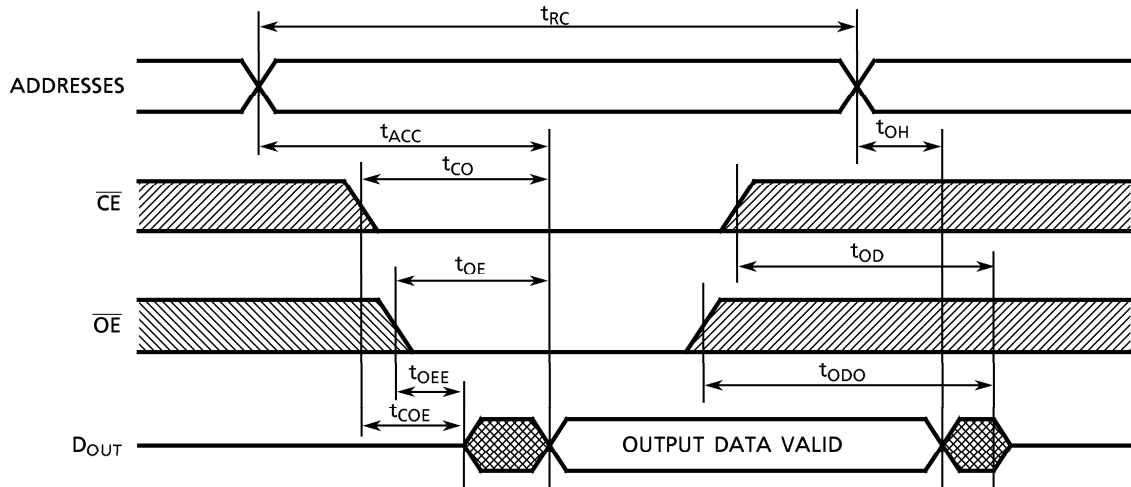 tRC
ADDRESSES
tACC
tOH
tCO
CE
tOD
tOE
OE
tOEE
tODO
tCOE
DOUT
OUTPUT DATA VALID